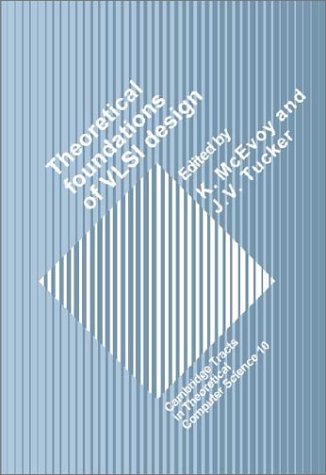 Theoretical
foundations
of VLSI design
Edited by
K. McEvoy and
J. V. Tucker
Cambridge Tracts
in Theoretical
Computer Science 10